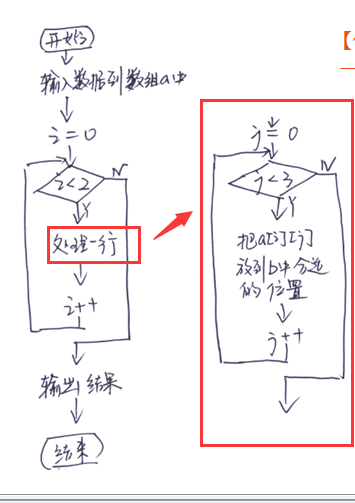 开始
输入数据到数组a中
i=0
i<2
N
Y
处理一行
i++
输出结果
结束
j=0
j<3
N
Y
把a[i][j]
放到b中合适
的位置
j++